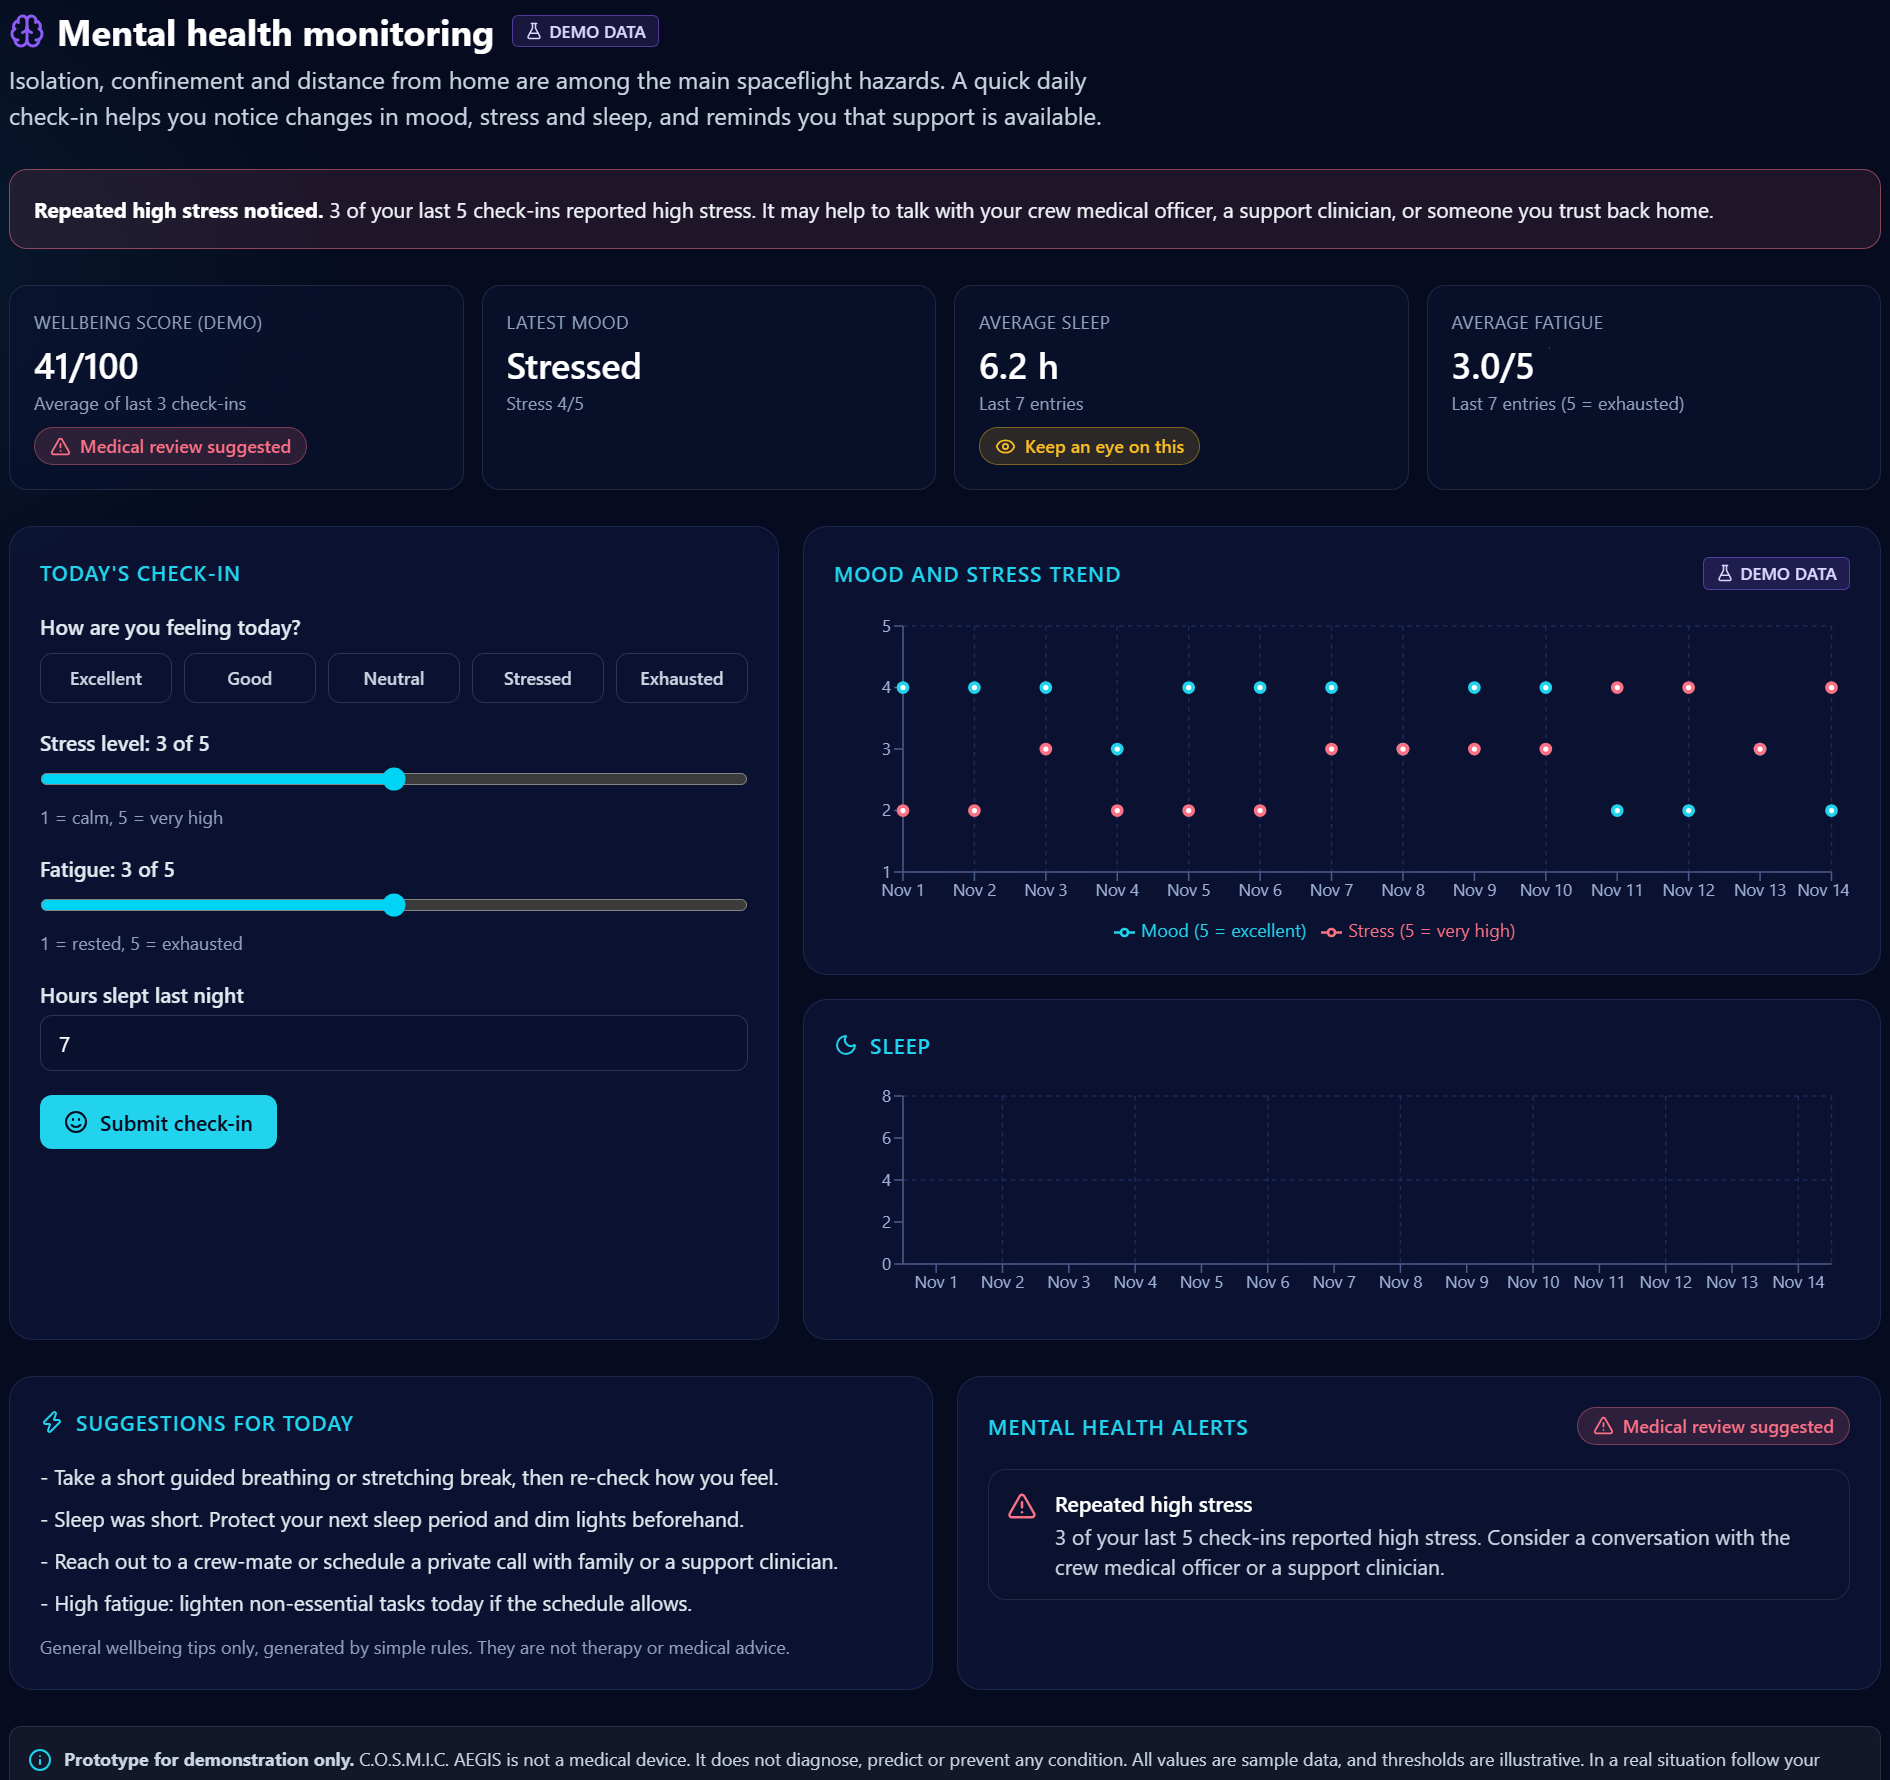 Mental health monitoring
DEMO DATA
Isolation, confinement and distance from home are among the main spaceflight hazards. A quick daily
check-in helps you notice changes in mood, stress and sleep, and reminds you that support is available.
Repeated high stress noticed. 3 of your last 5 check-ins reported high stress. It may help to talk with your crew medical officer, a support clinician, or someone you trust back home.
WELLBEING SCORE (DEMO)
41/100
Average of last 3 check-ins
Medical review suggested
LATEST MOOD
Stressed
Stress 4/5
AVERAGE SLEEP
6.2 h
Last 7 entries
Keep an eye on this
AVERAGE FATIGUE
3.0/5
Last 7 entries (5 = exhausted)
TODAY'S CHECK-IN
How are you feeling today?
Excellent Good Neutral Stressed Exhausted
Stress level: 3 of 5
1 = calm, 5 = very high
Fatigue: 3 of 5
1 = rested, 5 = exhausted
Hours slept last night
7
Submit check-in
MOOD AND STRESS TREND
DEMO DATA
5
4
3
2
1
Nov 1 Nov 2 Nov 3 Nov 4 Nov 5 Nov 6 Nov 7 Nov 8 Nov 9 Nov 10 Nov 11 Nov 12 Nov 13 Nov 14
Mood (5 = excellent) Stress (5 = very high)
SLEEP
8
6
4
2
0
Nov 1 Nov 2 Nov 3 Nov 4 Nov 5 Nov 6 Nov 7 Nov 8 Nov 9 Nov 10 Nov 11 Nov 12 Nov 13 Nov 14
SUGGESTIONS FOR TODAY
- Take a short guided breathing or stretching break, then re-check how you feel.
- Sleep was short. Protect your next sleep period and dim lights beforehand.
- Reach out to a crew-mate or schedule a private call with family or a support clinician.
- High fatigue: lighten non-essential tasks today if the schedule allows.
General wellbeing tips only, generated by simple rules. They are not therapy or medical advice.
MENTAL HEALTH ALERTS
Medical review suggested
Repeated high stress
3 of your last 5 check-ins reported high stress. Consider a conversation with the
crew medical officer or a support clinician.
Prototype for demonstration only. C.O.S.M.I.C. AEGIS is not a medical device. It does not diagnose, predict or prevent any condition. All values are sample data, and thresholds are illustrative. In a real situation follow your